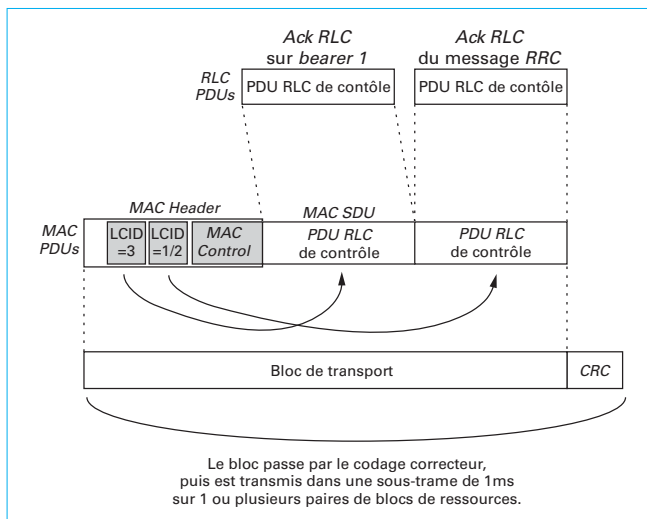 Ack RLC
sur bearer 1
Ack RLC
du message RRC
RLC
PDUs
PDU RLC de contôle
PDU RLC de contôle
MAC Header
MAC SDU
MAC
PDUs
LCID
=3
LCID
=1/2
MAC
Control
PDU RLC
de contrôle
PDU RLC
de contrôle
Bloc de transport
CRC
Le bloc passe par le codage correcteur,
puis est transmis dans une sous-trame de 1ms
sur 1 ou plusieurs paires de blocs de ressources.